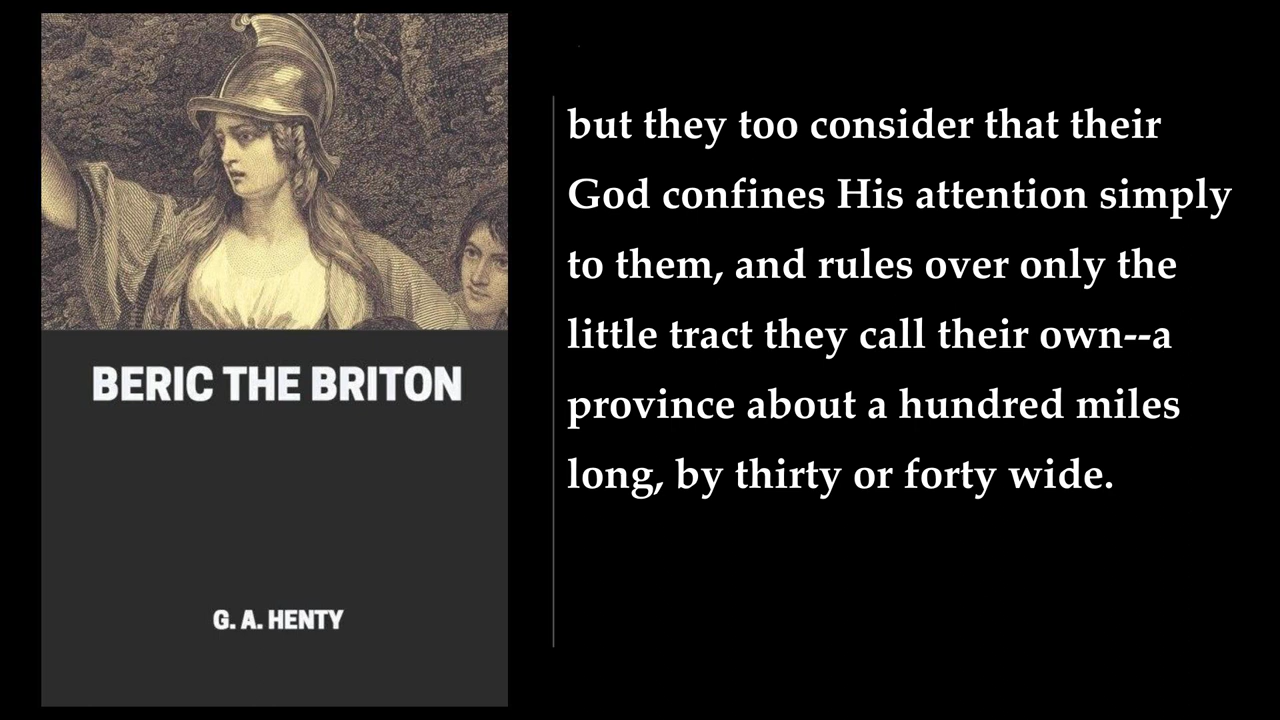 BERIC THE BRITON
G. A. HENTY
but they too consider that their
God confines His attention simply
to them, and rules over only the
little tract they call their own--a
province about a hundred miles
long, by thirty or forty wide.